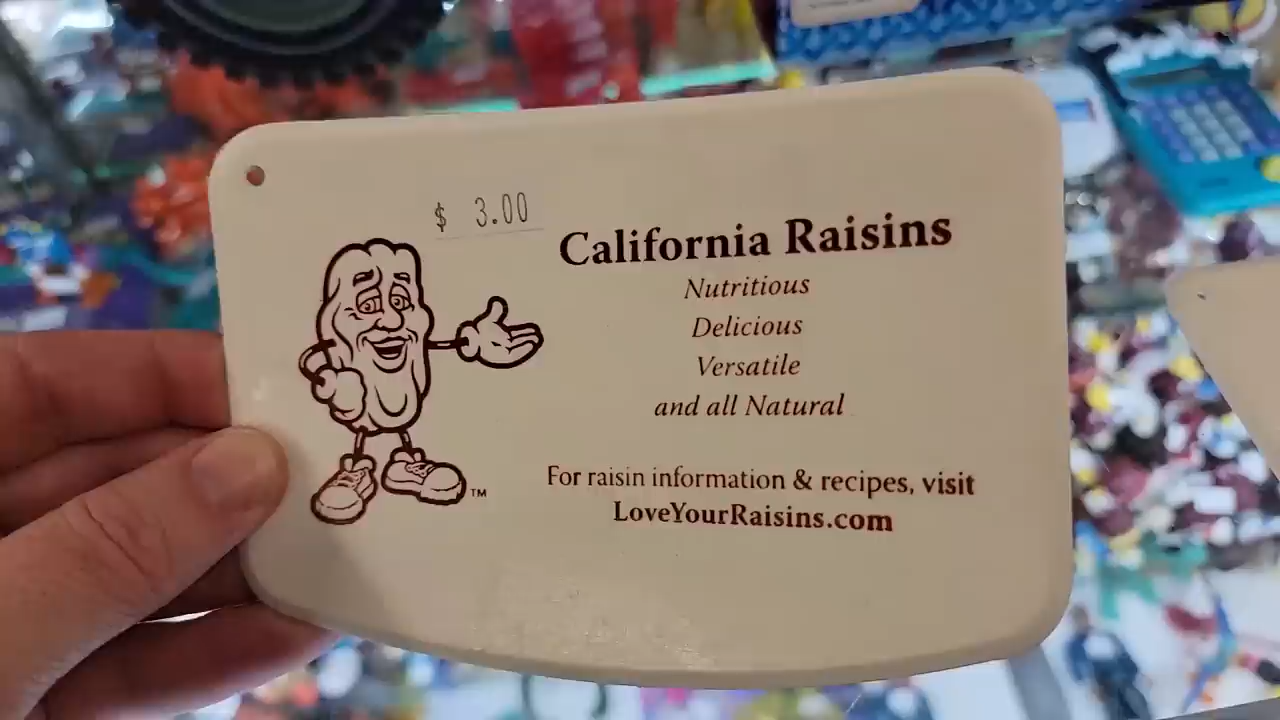 $ 3.00
California Raisins
Nutritious
Delicious
Versatile
and all Natural
For raisin information & recipes, visit
LoveYourRaisins.com
TM